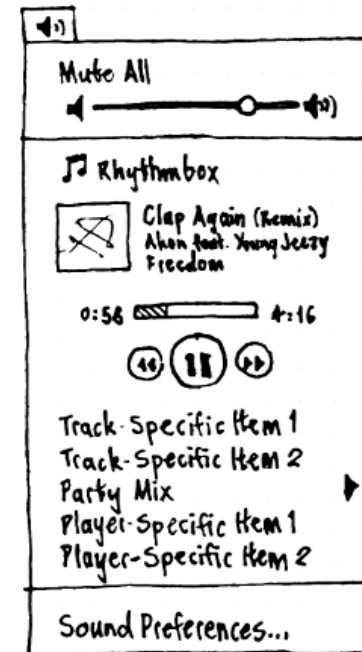 Mute All
Rhythmbox
Clap Again (Remix)
Akon feat. Young Jeezy
Freedom
0:58 4:16
Track-Specific Item 1
Track-Specific Item 2
Party Mix
Player-Specific Item 1
Player-Specific Item 2
Sound Preferences...